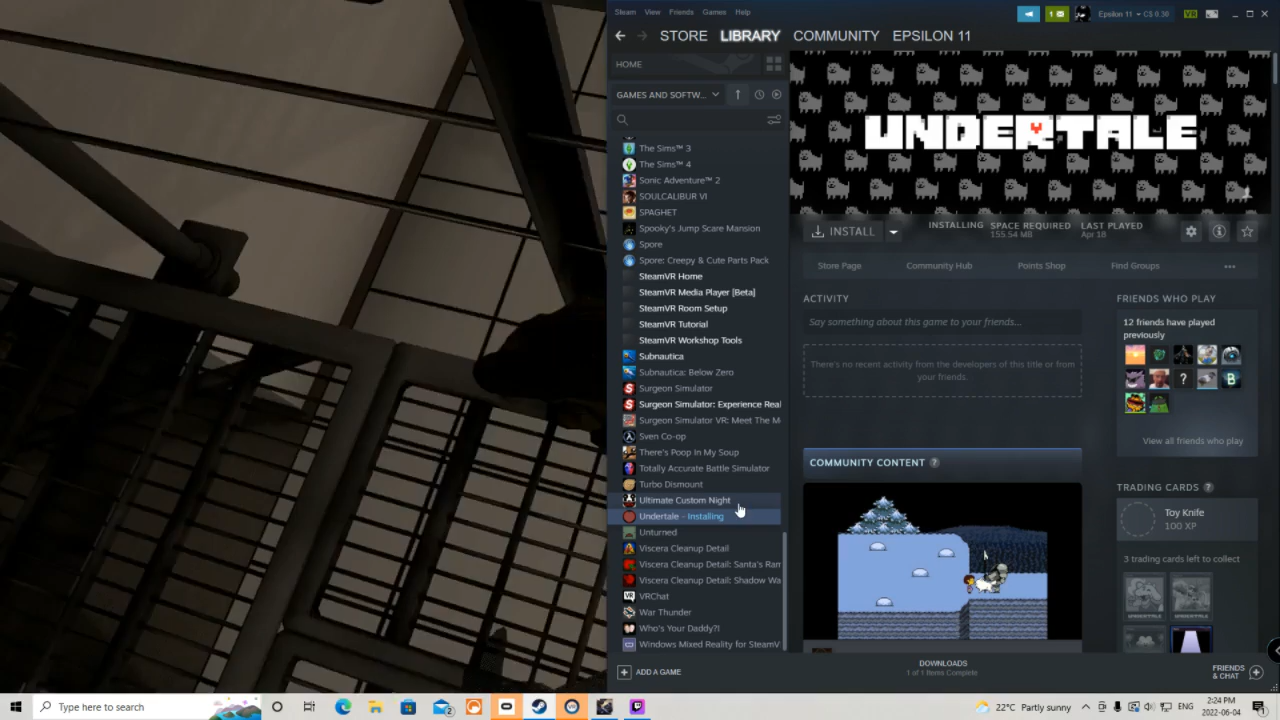 Steam View Friends Games Help
1
Epsilon 11
C$ 0.30
VR
STORE LIBRARY COMMUNITY EPSILON 11
HOME
GAMES AND SOFTW...
The Sims™ 3
The Sims™ 4
Sonic Adventure™ 2
SOULCALIBUR VI
SPAGHET
Spooky's Jump Scare Mansion
Spore
Spore: Creepy & Cute Parts Pack
SteamVR Home
SteamVR Media Player [Beta]
SteamVR Room Setup
SteamVR Tutorial
SteamVR Workshop Tools
Subnautica
Subnautica: Below Zero
Surgeon Simulator
Surgeon Simulator: Experience Real
Surgeon Simulator VR: Meet The M
Sven Co-op
There's Poop In My Soup
Totally Accurate Battle Simulator
Turbo Dismount
Ultimate Custom Night
Undertale - Installing
Unturned
Viscera Cleanup Detail
Viscera Cleanup Detail: Santa's Ram
Viscera Cleanup Detail: Shadow Wa
VRChat
War Thunder
Who's Your Daddy?!
Windows Mixed Reality for SteamV
ADD A GAME
UNDERTALE
INSTALL
INSTALLING
SPACE REQUIRED
155.54 MB
LAST PLAYED
Apr 18
Store Page
Community Hub
Points Shop
Find Groups
...
ACTIVITY
Say something about this game to your friends...
There's no recent activity from the developers of this title or from
your friends.
COMMUNITY CONTENT ?
FRIENDS WHO PLAY
12 friends have played
previously
?
B
View all friends who play
TRADING CARDS ?
Toy Knife
100 XP
3 trading cards left to collect
DOWNLOADS
1 of 1 Items Complete
FRIENDS
& CHAT
Type here to search
2
22°C Partly sunny
ENG
2:24 PM
2022-06-04
1